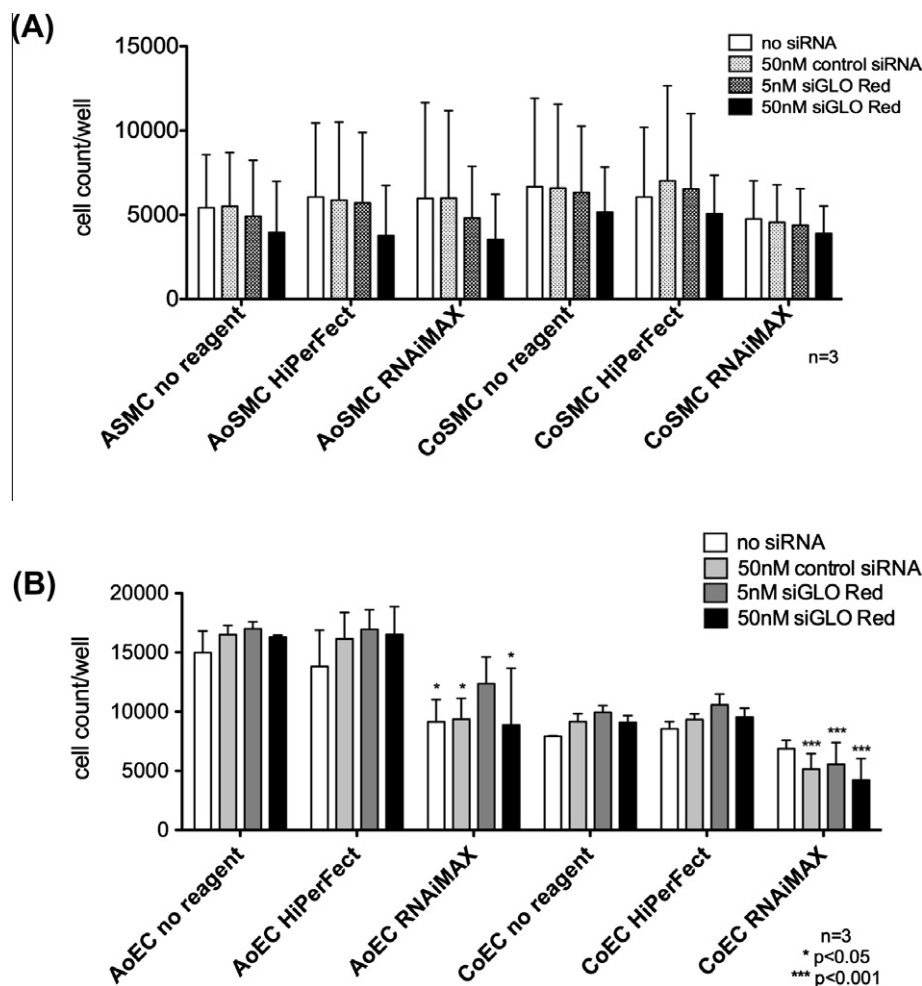 (A)
15000
10000
5000
0
cell count/well
no siRNA
50nM control siRNA
5nM siGLO Red
50nM siGLO Red
ASMC no reagent
AoSMC HiPerFect
AoSMC RNAiMAX
CoSMC no reagent
CoSMC HiPerFect
CoSMC RNAiMAX
n=3
(B)
no siRNA
50nM control siRNA
5nM siGLO Red
50nM siGLO Red
20000
15000
10000
5000
0
cell count/well
* * *
*** *** ***
AoEC no reagent
AoEC HiPerFect
AoEC RNAiMAX
CoEC no reagent
CoEC HiPerFect
CoEC RNAiMAX
n=3
* p<0.05
*** p<0.001